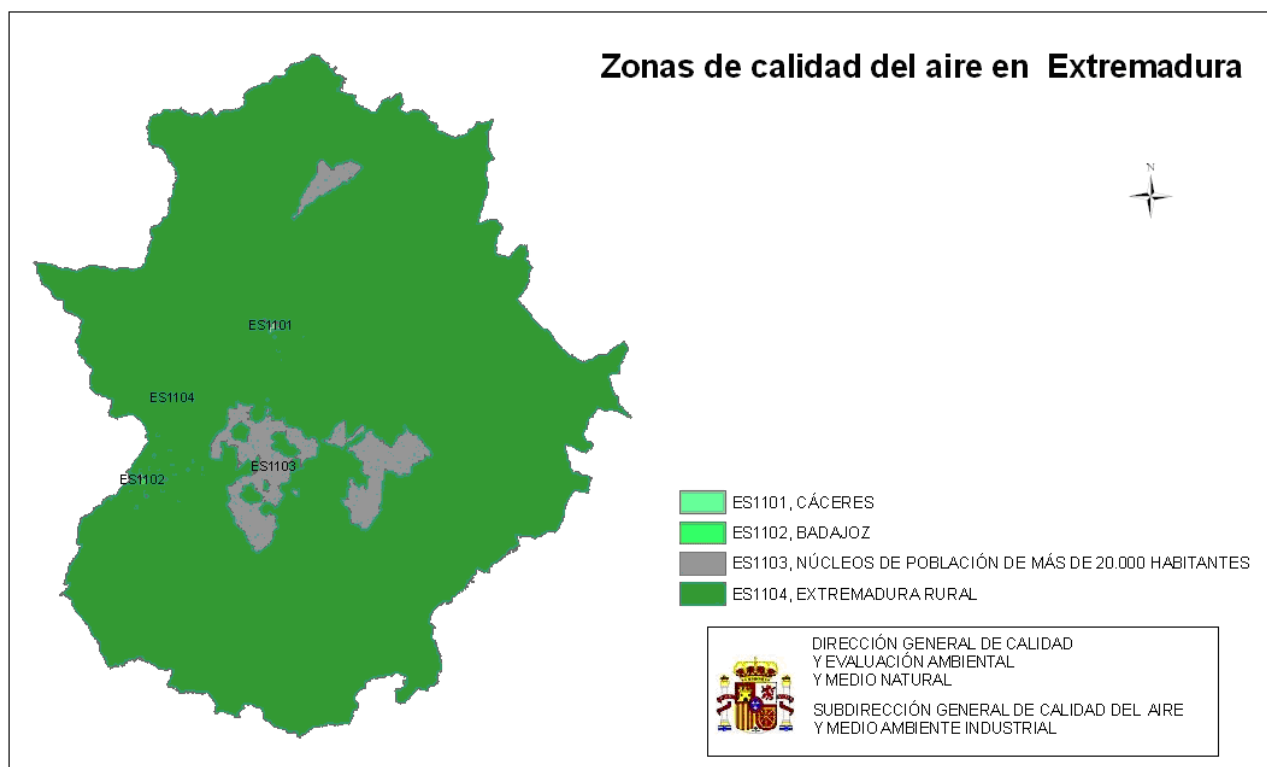 Zonas de calidad del aire en Extremadura
N
ES1101
ES1104
ES1103
ES1102
ES1101, CÁCERES
ES1102, BADAJOZ
ES1103, NÚCLEOS DE POBLACIÓN DE MÁS DE 20.000 HABITANTES
ES1104, EXTREMADURA RURAL
DIRECCIÓN GENERAL DE CALIDAD
Y EVALUACIÓN AMBIENTAL
Y MEDIO NATURAL
SUBDIRECCIÓN GENERAL DE CALIDAD DEL AIRE
Y MEDIO AMBIENTE INDUSTRIAL